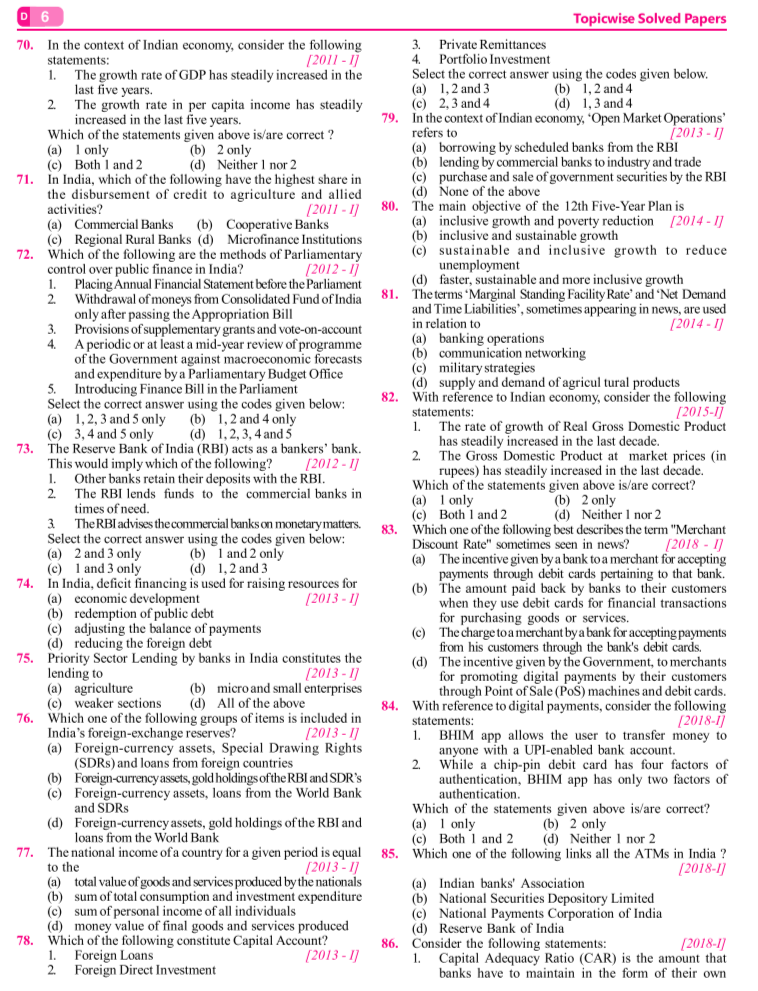 D 6
Topicwise Solved Papers
70. In the context of Indian economy, consider the following
statements: [2011 - I]
1. The growth rate of GDP has steadily increased in the
last five years.
2. The growth rate in per capita income has steadily
increased in the last five years.
Which of the statements given above is/are correct ?
(a) 1 only (b) 2 only
(c) Both 1 and 2 (d) Neither 1 nor 2
71. In India, which of the following have the highest share in
the disbursement of credit to agriculture and allied
activities? [2011 - I]
(a) Commercial Banks (b) Cooperative Banks
(c) Regional Rural Banks (d) Microfinance Institutions
72. Which of the following are the methods of Parliamentary
control over public finance in India? [2012 - I]
1. Placing Annual Financial Statement before the Parliament
2. Withdrawal of moneys from Consolidated Fund of India
only after passing the Appropriation Bill
3. Provisions of supplementary grants and vote-on-account
4. A periodic or at least a mid-year review of programme
of the Government against macroeconomic forecasts
and expenditure by a Parliamentary Budget Office
5. Introducing Finance Bill in the Parliament
Select the correct answer using the codes given below:
(a) 1, 2, 3 and 5 only (b) 1, 2 and 4 only
(c) 3, 4 and 5 only (d) 1, 2, 3, 4 and 5
73. The Reserve Bank of India (RBI) acts as a bankers’ bank.
This would imply which of the following? [2012 - I]
1. Other banks retain their deposits with the RBI.
2. The RBI lends funds to the commercial banks in
times of need.
3. The RBI advises the commercial banks on monetary matters.
Select the correct answer using the codes given below:
(a) 2 and 3 only (b) 1 and 2 only
(c) 1 and 3 only (d) 1, 2 and 3
74. In India, deficit financing is used for raising resources for
(a) economic development [2013 - I]
(b) redemption of public debt
(c) adjusting the balance of payments
(d) reducing the foreign debt
75. Priority Sector Lending by banks in India constitutes the
lending to [2013 - I]
(a) agriculture (b) micro and small enterprises
(c) weaker sections (d) All of the above
76. Which one of the following groups of items is included in
India’s foreign-exchange reserves? [2013 - I]
(a) Foreign-currency assets, Special Drawing Rights
(SDRs) and loans from foreign countries
(b) Foreign-currency assets, gold holdings of the RBI and SDR’s
(c) Foreign-currency assets, loans from the World Bank
and SDRs
(d) Foreign-currency assets, gold holdings of the RBI and
loans from the World Bank
77. The national income of a country for a given period is equal
to the [2013 - I]
(a) total value of goods and services produced by the nationals
(b) sum of total consumption and investment expenditure
(c) sum of personal income of all individuals
(d) money value of final goods and services produced
78. Which of the following constitute Capital Account?
1. Foreign Loans [2013 - I]
2. Foreign Direct Investment
3. Private Remittances
4. Portfolio Investment
Select the correct answer using the codes given below.
(a) 1, 2 and 3 (b) 1, 2 and 4
(c) 2, 3 and 4 (d) 1, 3 and 4
79. In the context of Indian economy, ‘Open Market Operations’
refers to [2013 - I]
(a) borrowing by scheduled banks from the RBI
(b) lending by commercial banks to industry and trade
(c) purchase and sale of government securities by the RBI
(d) None of the above
80. The main objective of the 12th Five-Year Plan is
(a) inclusive growth and poverty reduction [2014 - I]
(b) inclusive and sustainable growth
(c) sustainable and inclusive growth to reduce
unemployment
(d) faster, sustainable and more inclusive growth
81. The terms ‘Marginal Standing Facility Rate’ and ‘Net Demand
and Time Liabilities’, sometimes appearing in news, are used
in relation to [2014 - I]
(a) banking operations
(b) communication networking
(c) military strategies
(d) supply and demand of agricul tural products
82. With reference to Indian economy, consider the following
statements: [2015-I]
1. The rate of growth of Real Gross Domestic Product
has steadily increased in the last decade.
2. The Gross Domestic Product at market prices (in
rupees) has steadily increased in the last decade.
Which of the statements given above is/are correct?
(a) 1 only (b) 2 only
(c) Both 1 and 2 (d) Neither 1 nor 2
83. Which one of the following best describes the term "Merchant
Discount Rate" sometimes seen in news? [2018 - I]
(a) The incentive given by a bank to a merchant for accepting
payments through debit cards pertaining to that bank.
(b) The amount paid back by banks to their customers
when they use debit cards for financial transactions
for purchasing goods or services.
(c) The charge to a merchant by a bank for accepting payments
from his customers through the bank's debit cards.
(d) The incentive given by the Government, to merchants
for promoting digital payments by their customers
through Point of Sale (PoS) machines and debit cards.
84. With reference to digital payments, consider the following
statements: [2018-I]
1. BHIM app allows the user to transfer money to
anyone with a UPI-enabled bank account.
2. While a chip-pin debit card has four factors of
authentication, BHIM app has only two factors of
authentication.
Which of the statements given above is/are correct?
(a) 1 only (b) 2 only
(c) Both 1 and 2 (d) Neither 1 nor 2
85. Which one of the following links all the ATMs in India ?
[2018-I]
(a) Indian banks' Association
(b) National Securities Depository Limited
(c) National Payments Corporation of India
(d) Reserve Bank of India
86. Consider the following statements: [2018-I]
1. Capital Adequacy Ratio (CAR) is the amount that
banks have to maintain in the form of their own